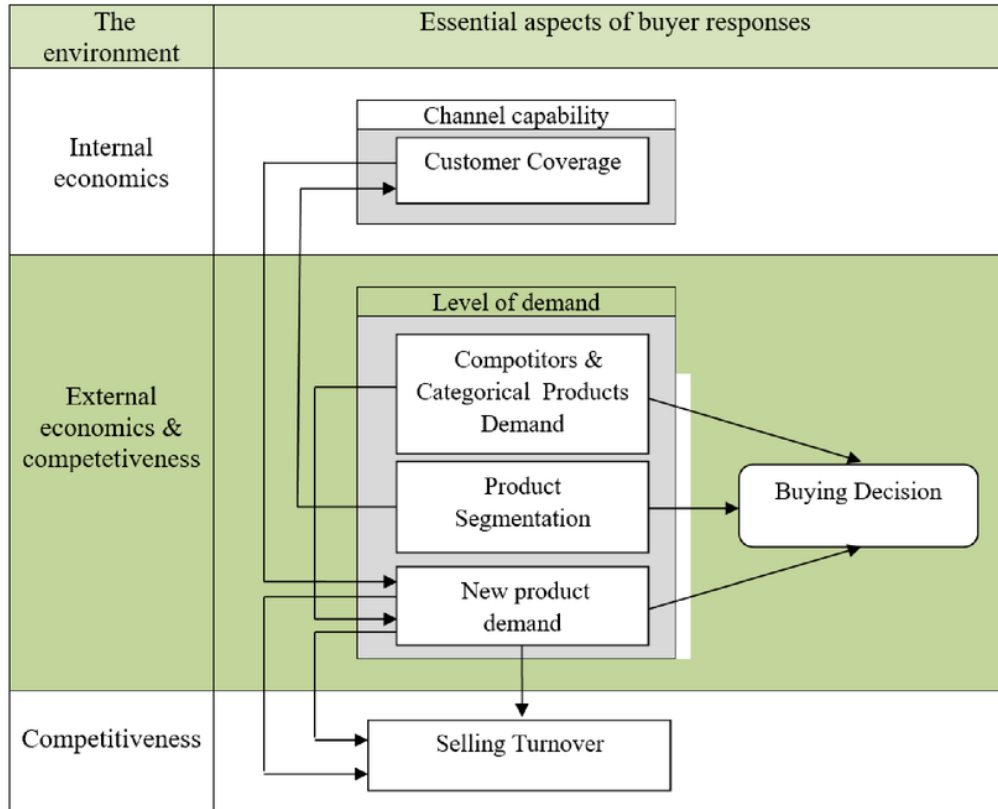 The
environment
Essential aspects of buyer responses
Internal
economics
Channel capability
Customer Coverage
External
economics &
competetiveness
Level of demand
Compotitors &
Categorical Products
Demand
Product
Segmentation
New product
demand
Buying Decision
Competitiveness
Selling Turnover